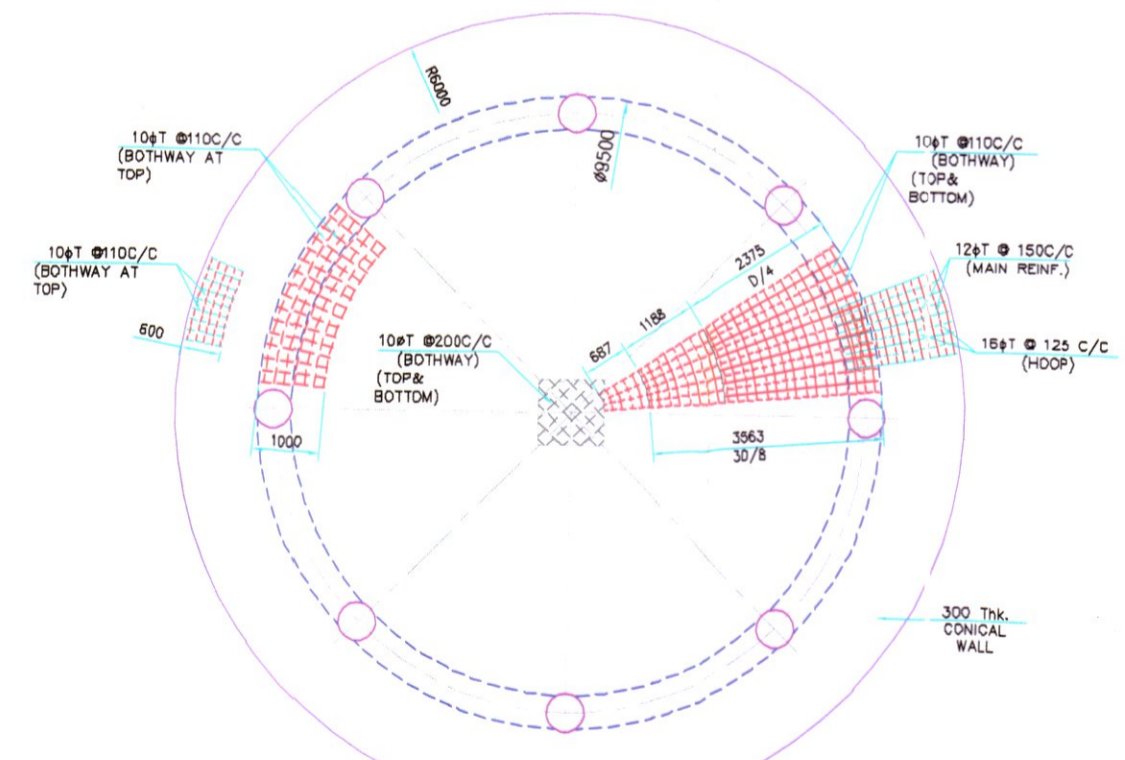 R6000
10ϕT @110C/C
(BOTHWAY AT
TOP)
Ø9500
10ϕT @110C/C
(BOTHWAY)
(TOP&
BOTTOM)
10ϕT @110C/C
(BOTHWAY AT
TOP)
12ϕT @ 150C/C
(MAIN REINF.)
2375
D/4
1188
687
600
10øT @200C/C
(BOTHWAY)
(TOP&
BOTTOM)
16ϕT @ 125 C/C
(HOOP)
1000
3563
3D/8
300 Thk.
CONICAL
WALL